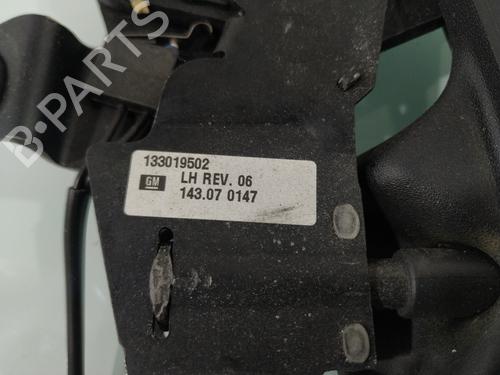 B-PARTS
133019502
GM LH REV. 06
143.07 0147